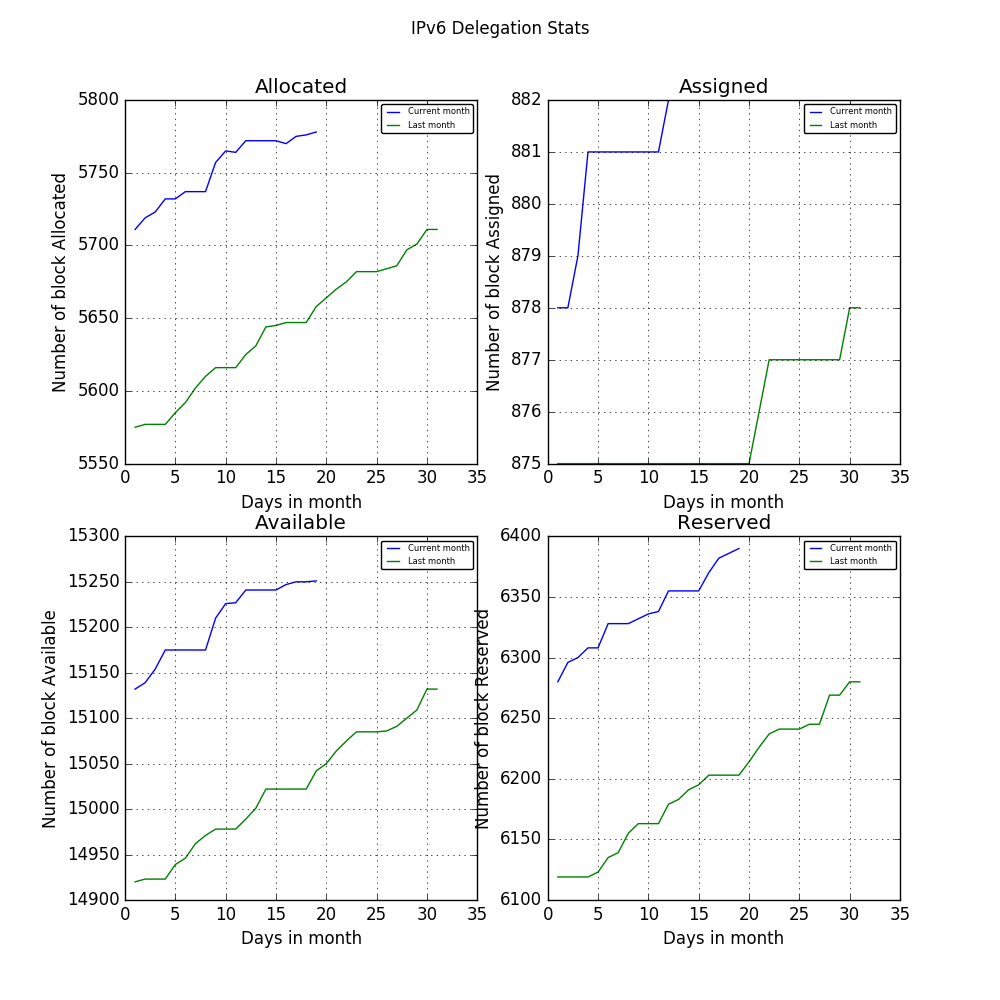 IPv6 Delegation Stats
Allocated
Number of block Allocated
5800
5750
5700
5650
5600
5550
0 5 10 15 20 25 30 35
Days in month
Current month
Last month
Assigned
Number of block Assigned
882
881
880
879
878
877
876
875
0 5 10 15 20 25 30 35
Days in month
Current month
Last month
Available
Number of block Available
15300
15250
15200
15150
15100
15050
15000
14950
14900
0 5 10 15 20 25 30 35
Days in month
Current month
Last month
Reserved
Number of block Reserved
6400
6350
6300
6250
6200
6150
6100
0 5 10 15 20 25 30 35
Days in month
Current month
Last month